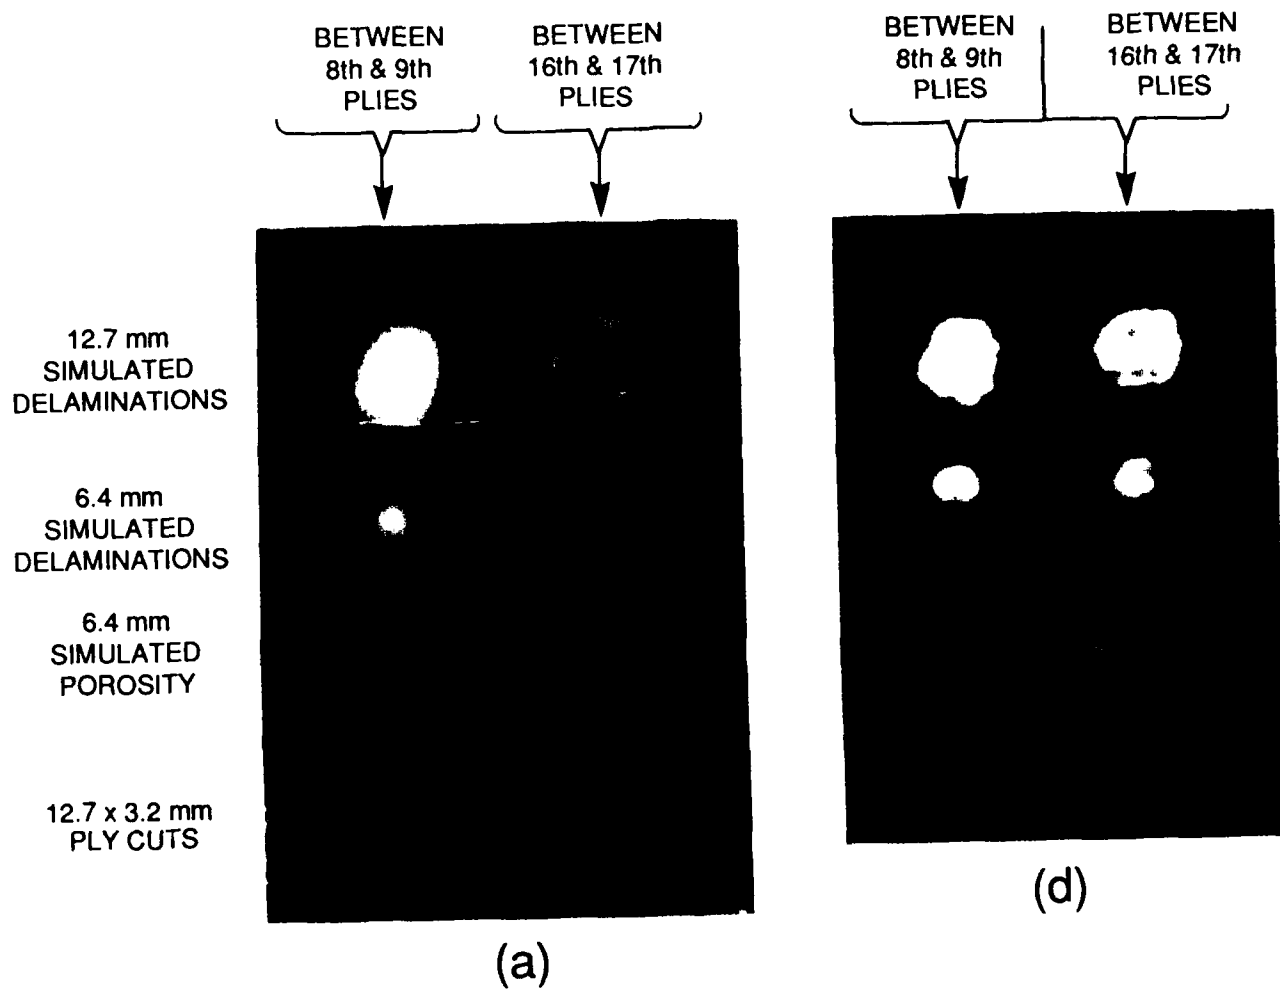 BETWEEN
8th & 9th
PLIES
BETWEEN
16th & 17th
PLIES
BETWEEN
8th & 9th
PLIES
BETWEEN
16th & 17th
PLIES
12.7 mm
SIMULATED
DELAMINATIONS
6.4 mm
SIMULATED
DELAMINATIONS
6.4 mm
SIMULATED
POROSITY
12.7 x 3.2 mm
PLY CUTS
(a)
(d)